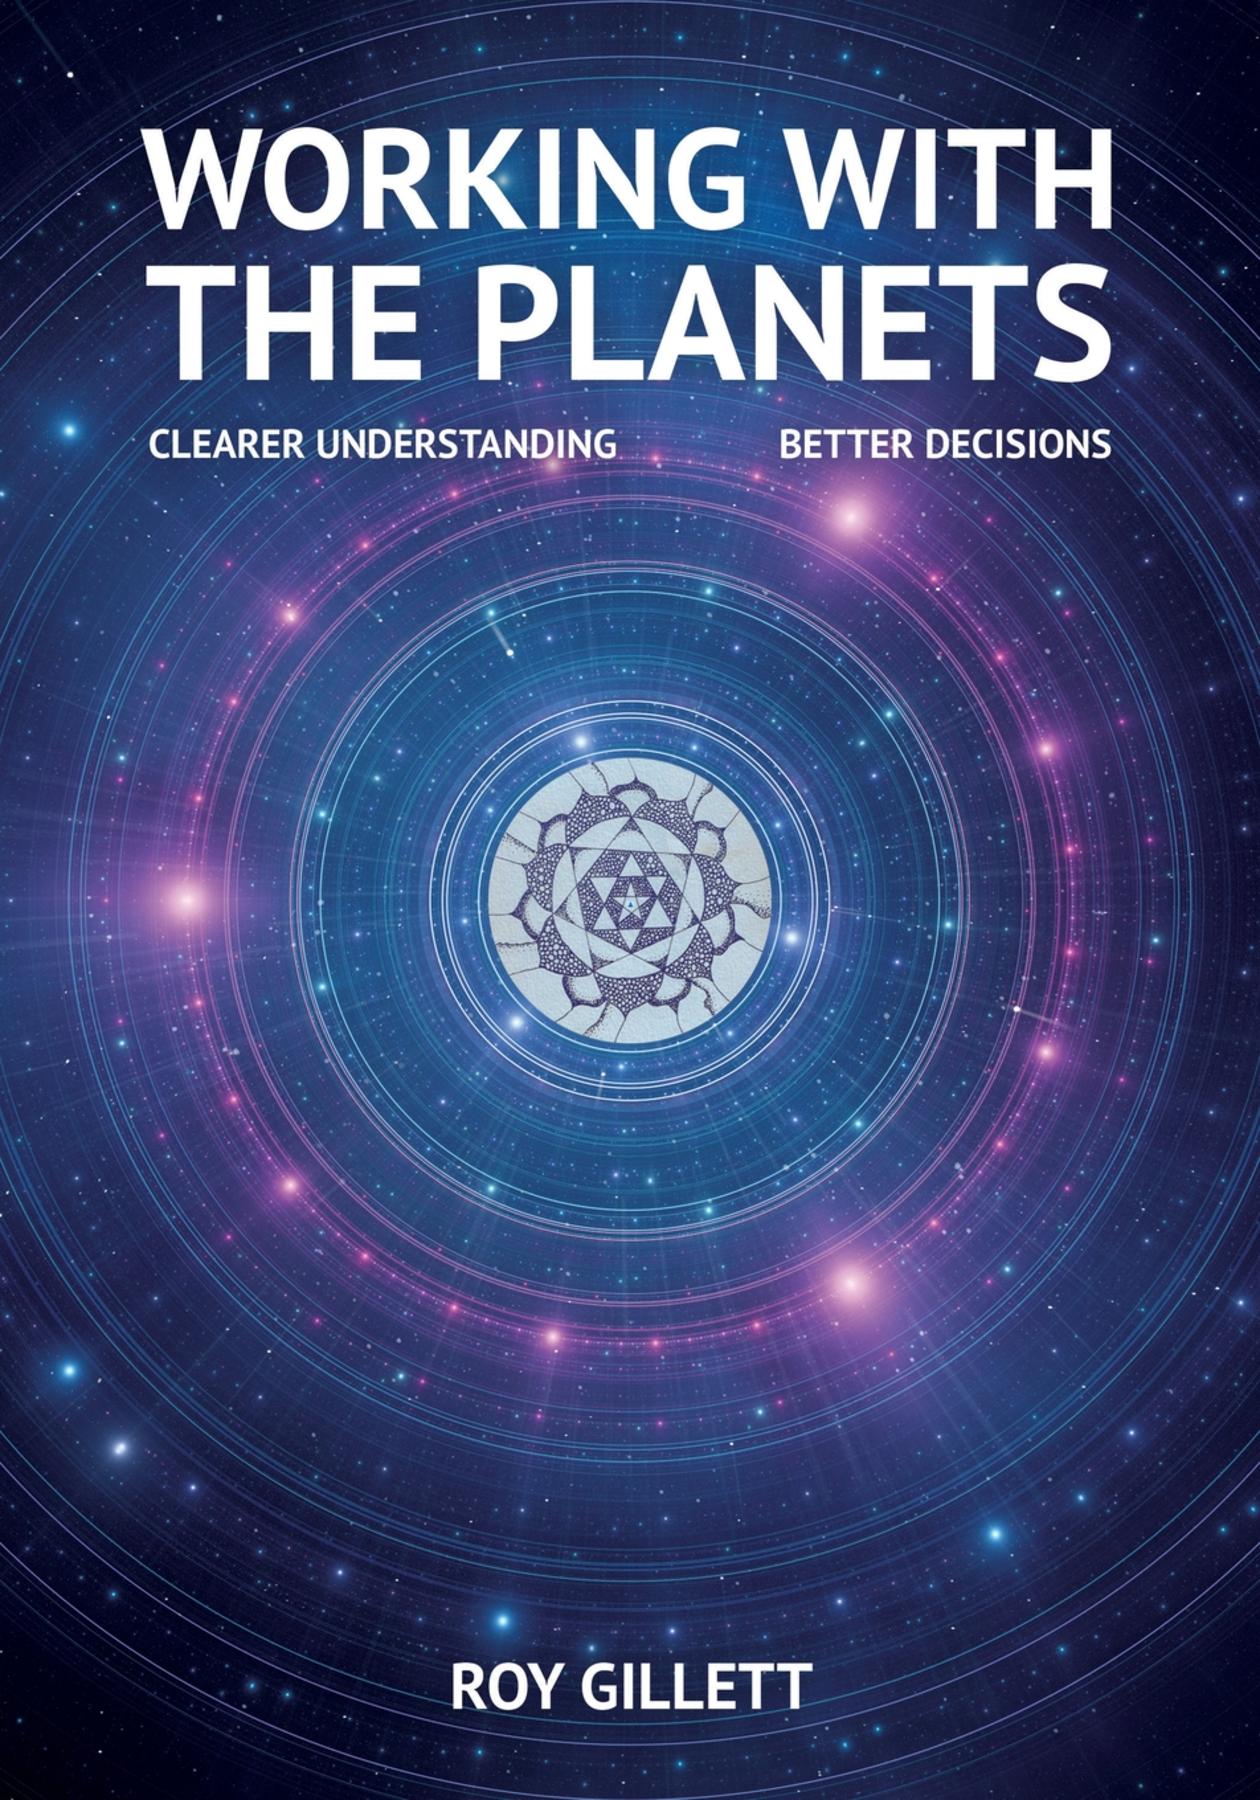 WORKING WITH
THE PLANETS
CLEARER UNDERSTANDING BETTER DECISIONS
ROY GILLETT